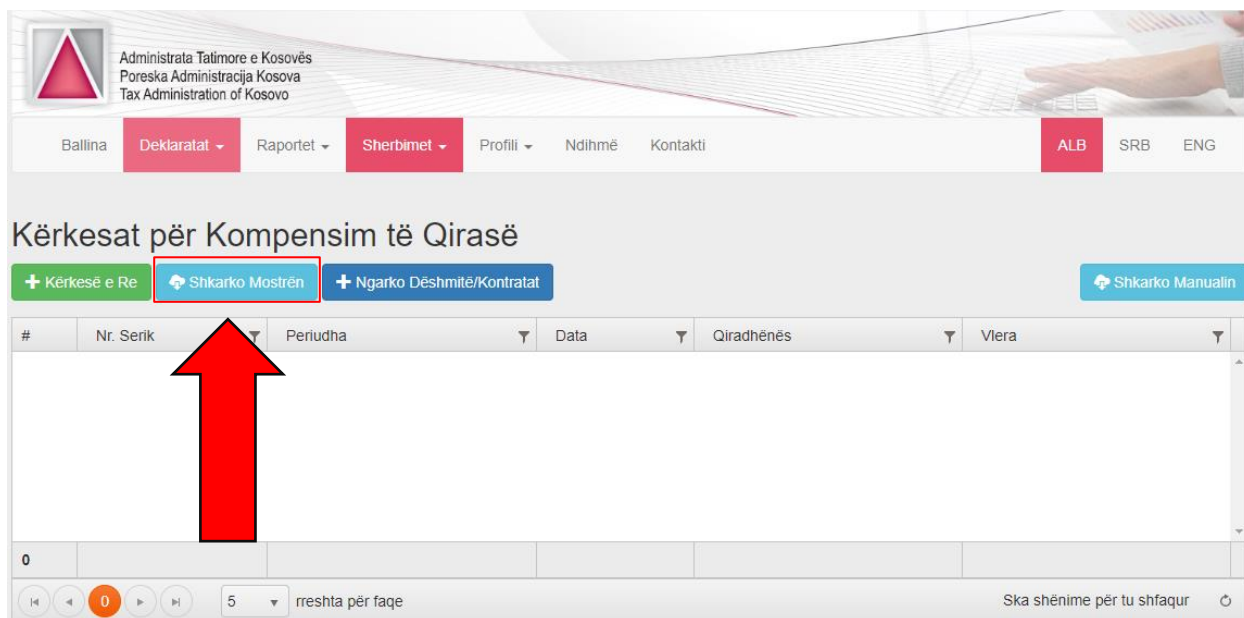 Administrata Tatimore e Kosovës
Poreska Administracija Kosova
Tax Administration of Kosovo
Ballina Deklaratat Raportet Sherbimet Profili Ndihmë Kontakti ALB SRB ENG
Kërkesat për Kompensim të Qirasë
Kërkesë e Re Shkarko Mostrën Ngarko Dëshmitë/Kontratat Shkarko Manualin
# Nr. Serik Periudha Data Qiradhënës Vlera
0
0 5 rreshta për faqe Ska shënime për tu shfaqur